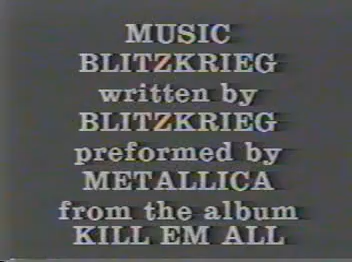 MUSIC
BLITZKRIEG
written by
BLITZKRIEG
preformed by
METALLICA
from the album
KILL EM ALL